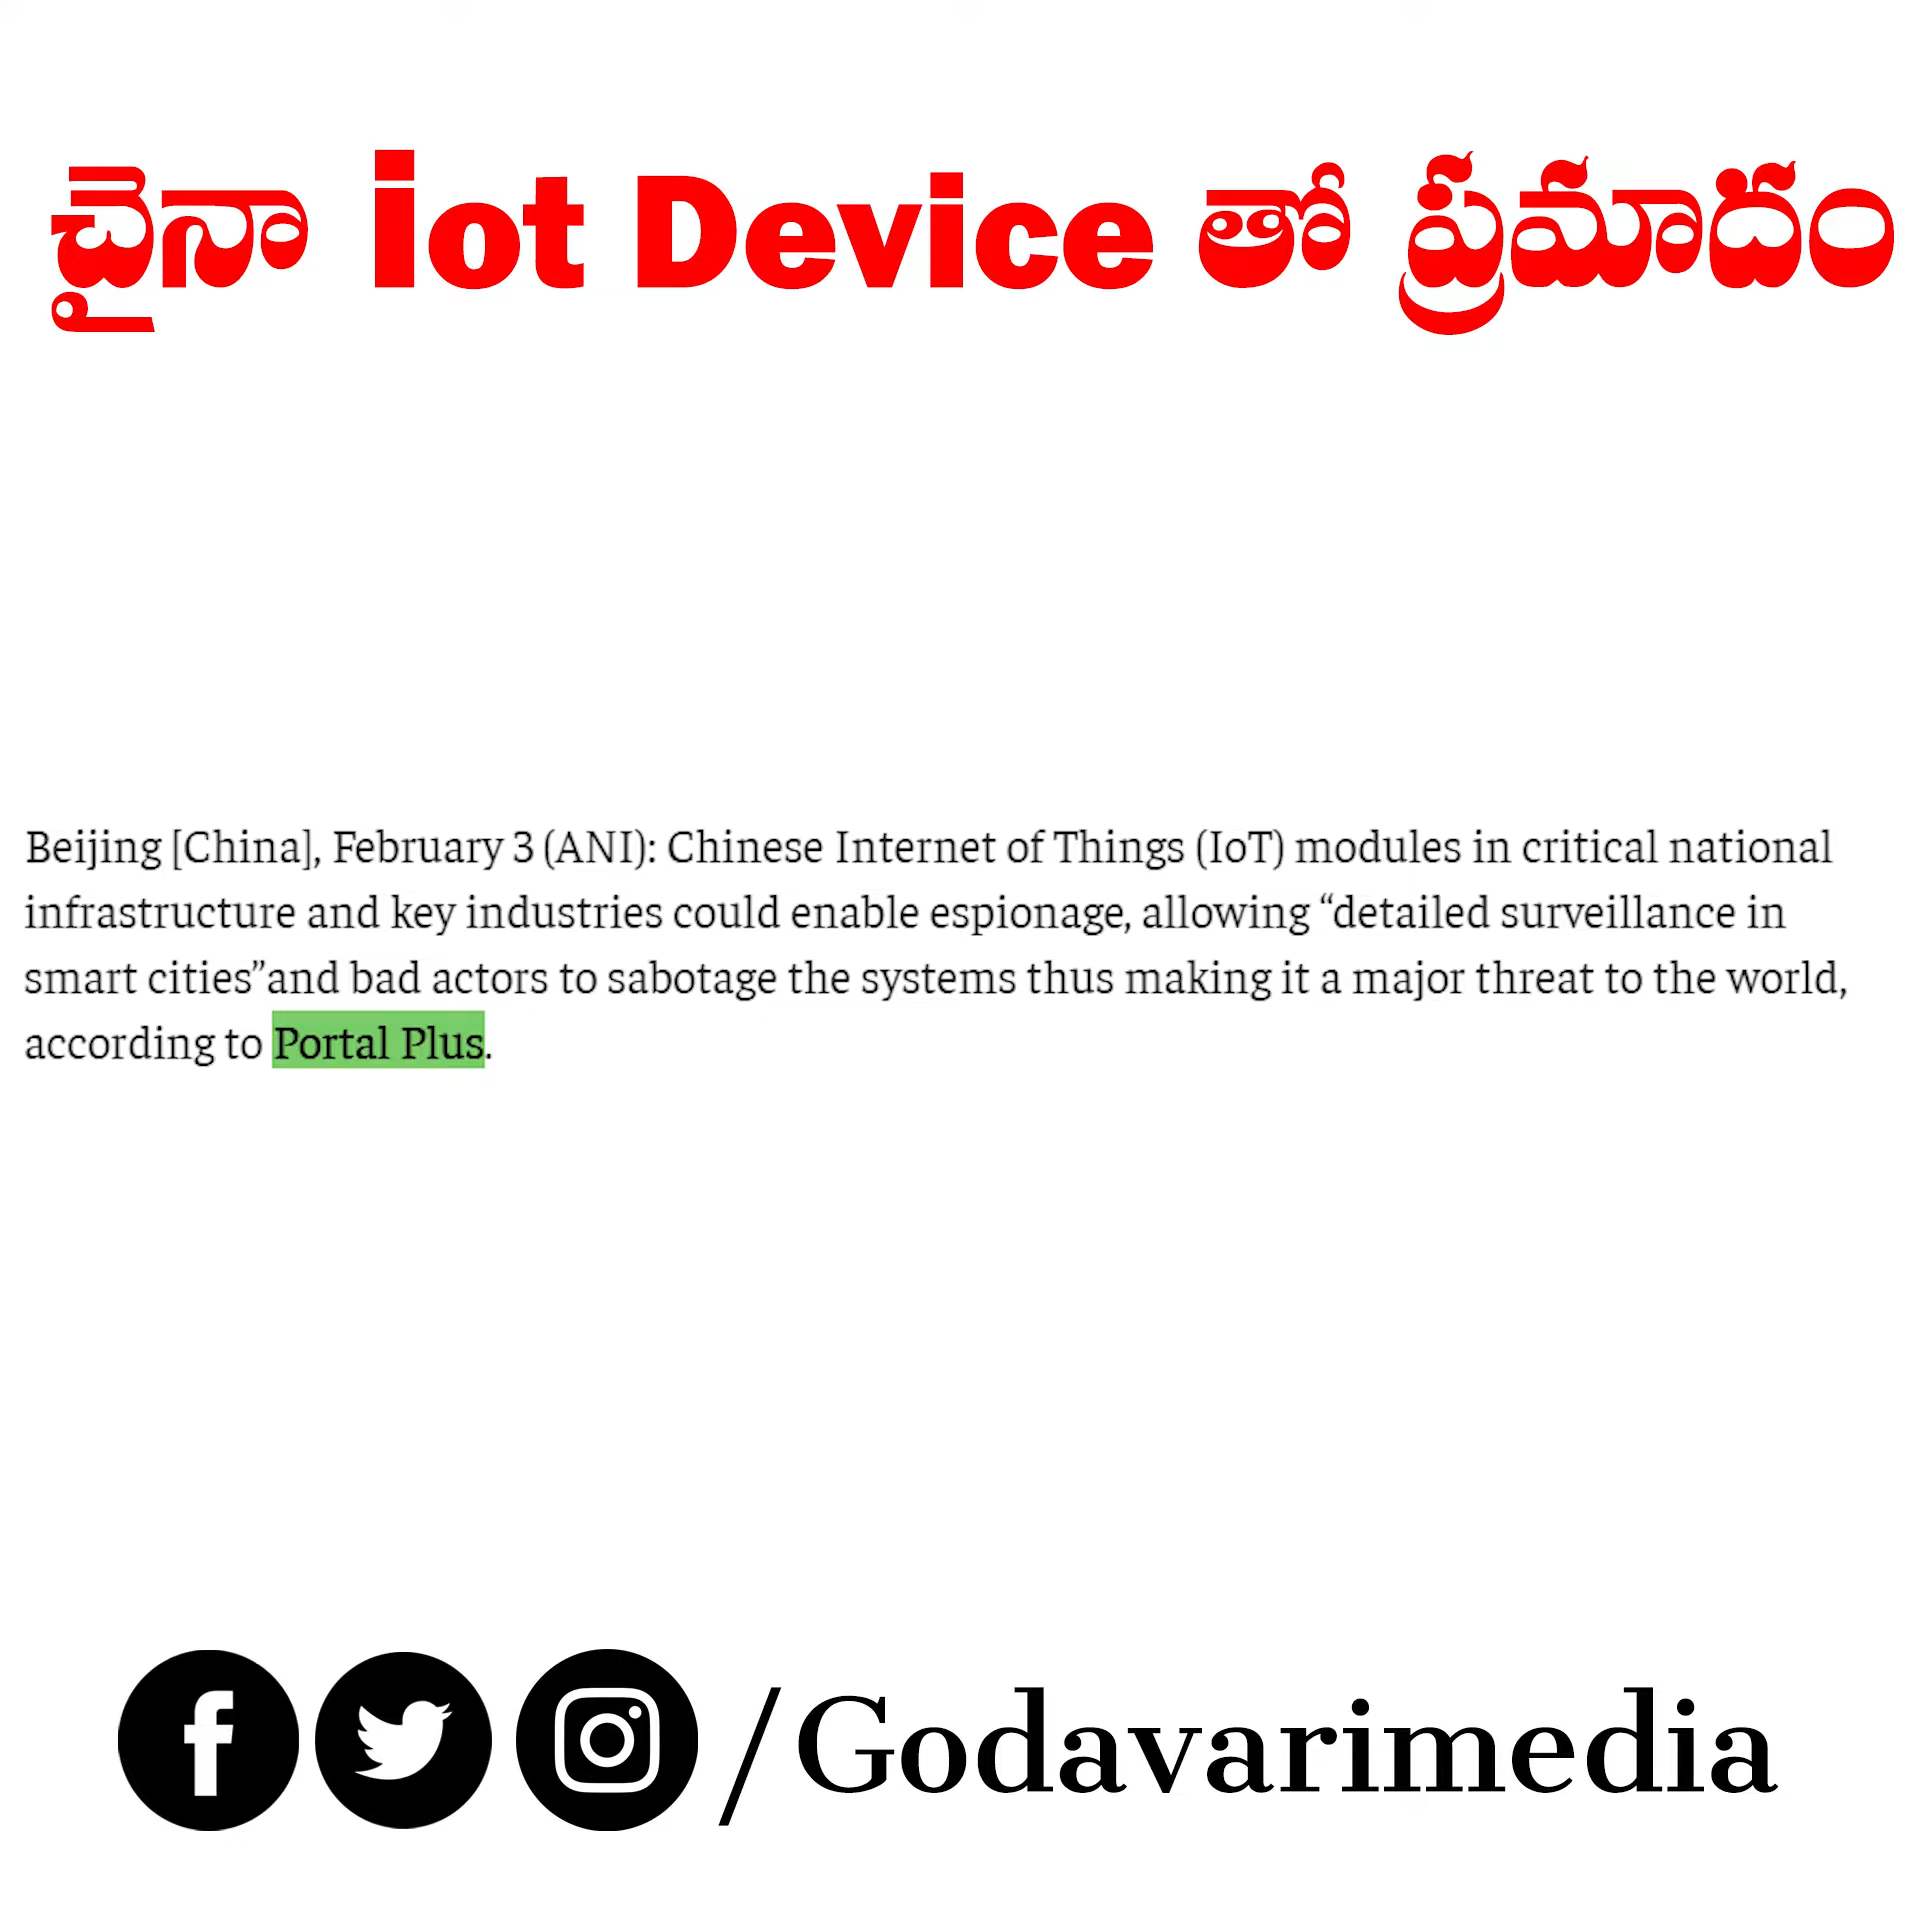 చైనా iot Device తో ప్రమాదం
Beijing [China], February 3 (ANI): Chinese Internet of Things (IoT) modules in critical national
infrastructure and key industries could enable espionage, allowing “detailed surveillance in
smart cities”and bad actors to sabotage the systems thus making it a major threat to the world,
according to Portal Plus.
/Godavarimedia